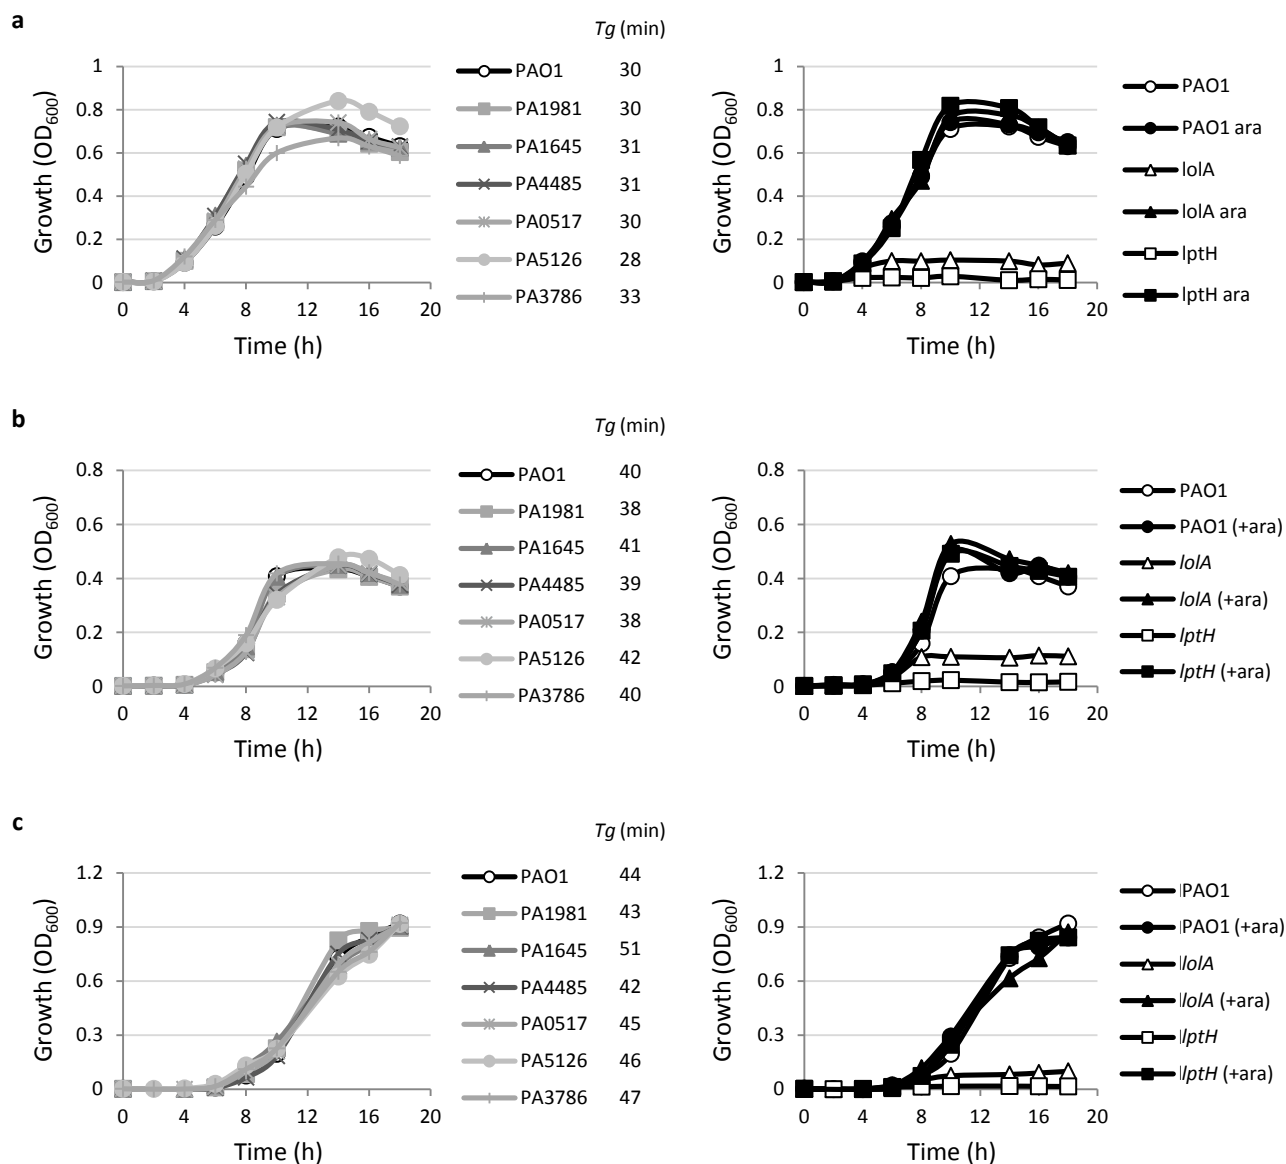 a
Tg (min)
1
0.8
0.6
0.4
0.2
0
0 4 8 12 16 20
Growth (OD600)
Time (h)
PAO1 30
PA1981 30
PA1645 31
PA4485 31
PA0517 30
PA5126 28
PA3786 33
1
0.8
0.6
0.4
0.2
0
0 4 8 12 16 20
Growth (OD600)
Time (h)
PAO1
PAO1 ara
lolA
lolA ara
lptH
lptH ara
b
Tg (min)
0.8
0.6
0.4
0.2
0
0 4 8 12 16 20
Growth (OD600)
Time (h)
PAO1 40
PA1981 38
PA1645 41
PA4485 39
PA0517 38
PA5126 42
PA3786 40
0.8
0.6
0.4
0.2
0
0 4 8 12 16 20
Growth (OD600)
Time (h)
PAO1
PAO1 (+ara)
lolA
lolA (+ara)
lptH
lptH (+ara)
c
Tg (min)
1.2
0.9
0.6
0.3
0
0 4 8 12 16 20
Growth (OD600)
Time (h)
PAO1 44
PA1981 43
PA1645 51
PA4485 42
PA0517 45
PA5126 46
PA3786 47
1.2
0.9
0.6
0.3
0
0 4 8 12 16 20
Growth (OD600)
Time (h)
PAO1
PAO1 (+ara)
lolA
lolA (+ara)
lptH
lptH (+ara)